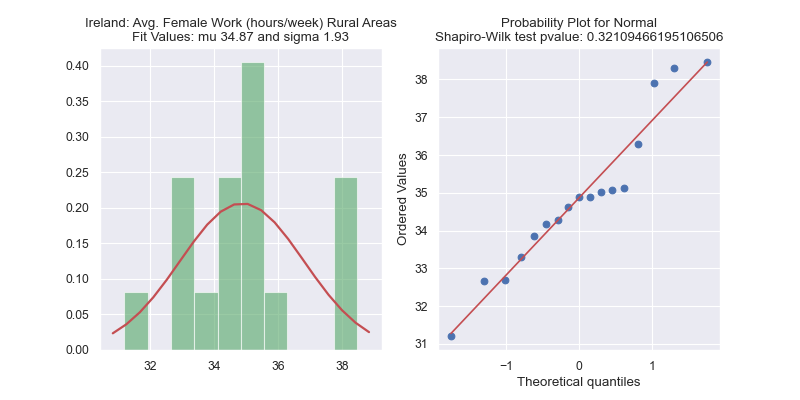 Ireland: Avg. Female Work (hours/week) Rural Areas
Fit Values: mu 34.87 and sigma 1.93
0.40
0.35
0.30
0.25
0.20
0.15
0.10
0.05
0.00
32 34 36 38
Probability Plot for Normal
Shapiro-Wilk test pvalue: 0.32109466195106506
Ordered Values
38
37
36
35
34
33
32
31
−1 0 1
Theoretical quantiles